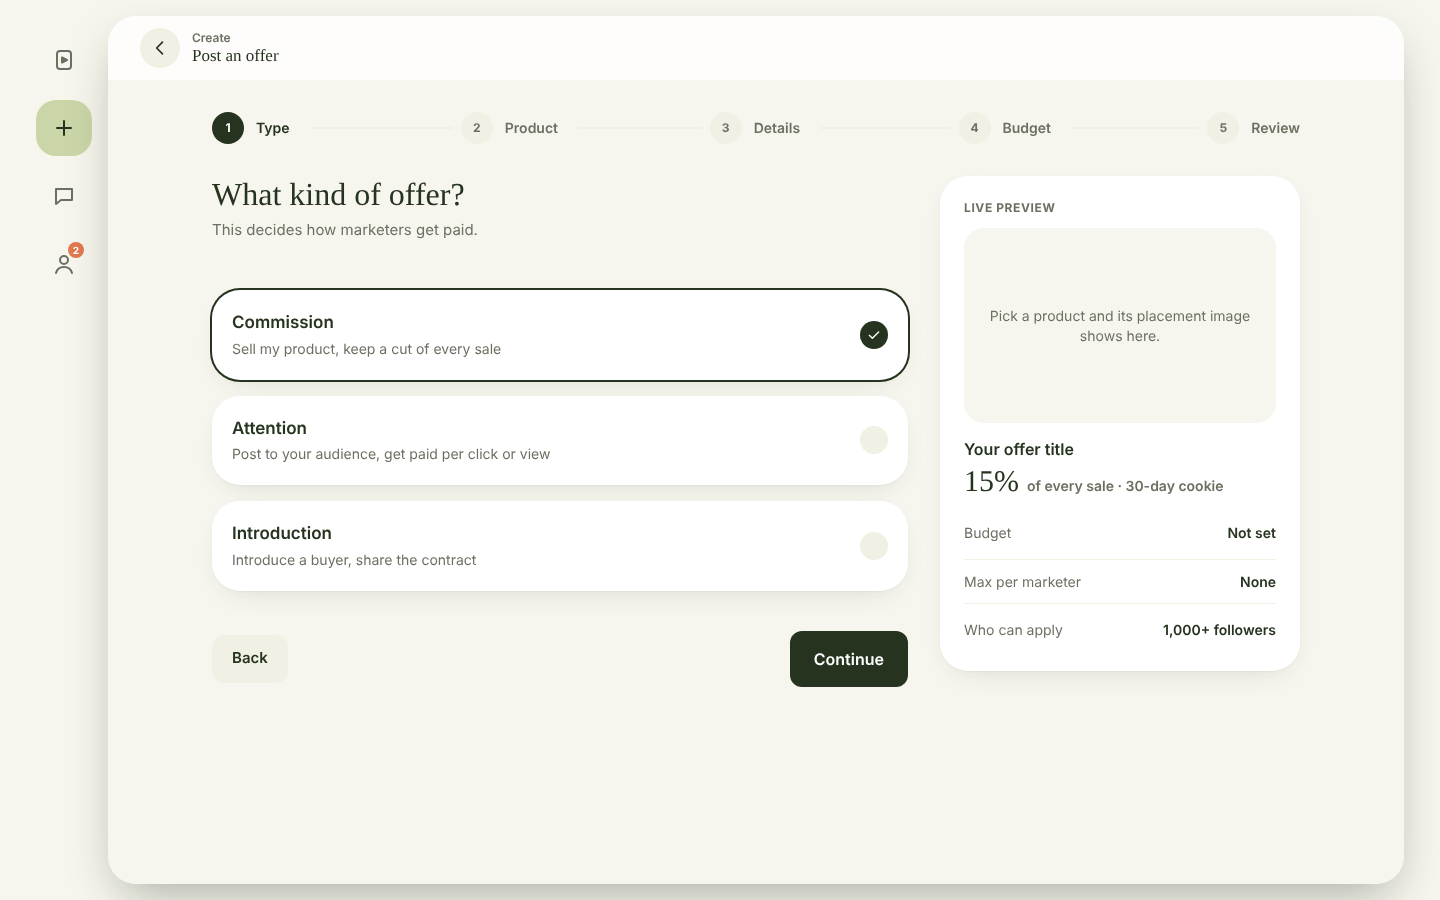 Create
Post an offer
1 Type
2 Product
3 Details
4 Budget
5 Review
2
What kind of offer?
This decides how marketers get paid.
Commission
Sell my product, keep a cut of every sale
Attention
Post to your audience, get paid per click or view
Introduction
Introduce a buyer, share the contract
Back
Continue
LIVE PREVIEW
Pick a product and its placement image
shows here.
Your offer title
15% of every sale · 30-day cookie
Budget Not set
Max per marketer None
Who can apply 1,000+ followers